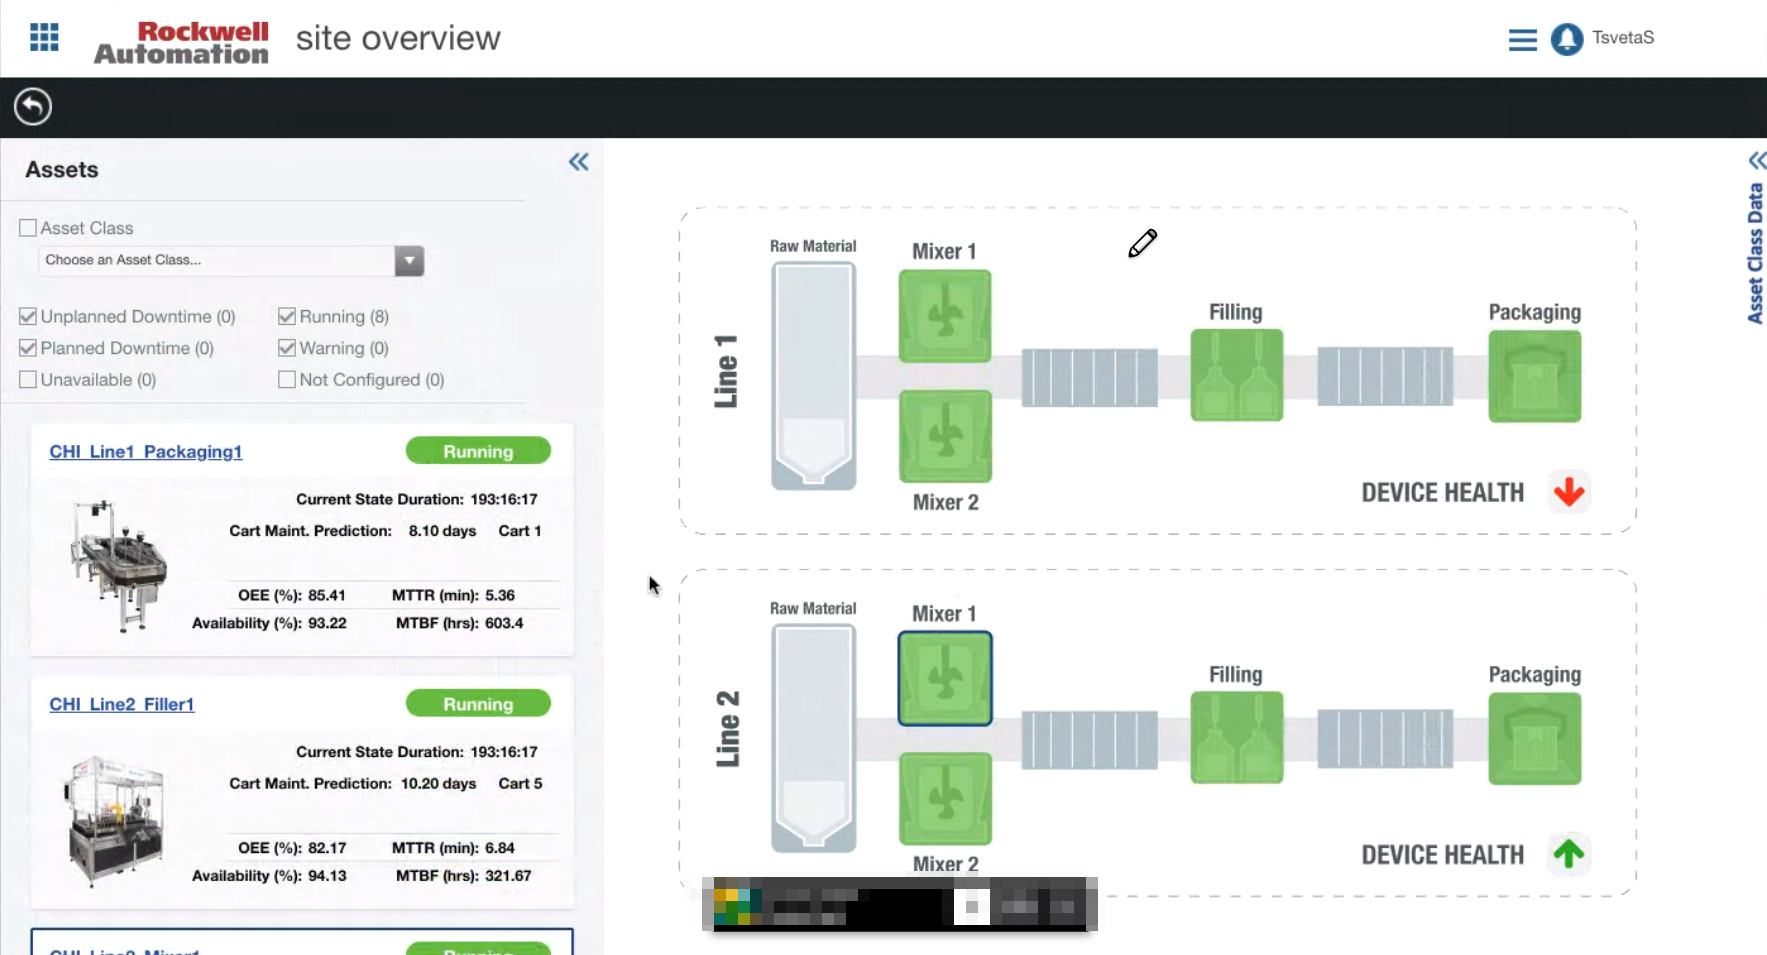 Rockwell
Automation
site overview
TsvetaS
Assets
Asset Class
Choose an Asset Class...
Unplanned Downtime (0)
Running (8)
Planned Downtime (0)
Warning (0)
Unavailable (0)
Not Configured (0)
CHI_Line1_Packaging1
Running
Current State Duration: 193:16:17
Cart Maint. Prediction: 8.10 days Cart 1
OEE (%): 85.41 MTTR (min): 5.36
Availability (%): 93.22 MTBF (hrs): 603.4
CHI_Line2_Filler1
Running
Current State Duration: 193:16:17
Cart Maint. Prediction: 10.20 days Cart 5
OEE (%): 82.17 MTTR (min): 6.84
Availability (%): 94.13 MTBF (hrs): 321.67
CHI_Line2_Mixer1
Running
Line 1
Raw Material
Mixer 1
Mixer 2
Filling
Packaging
DEVICE HEALTH
Line 2
Raw Material
Mixer 1
Mixer 2
Filling
Packaging
DEVICE HEALTH
Asset Class Data